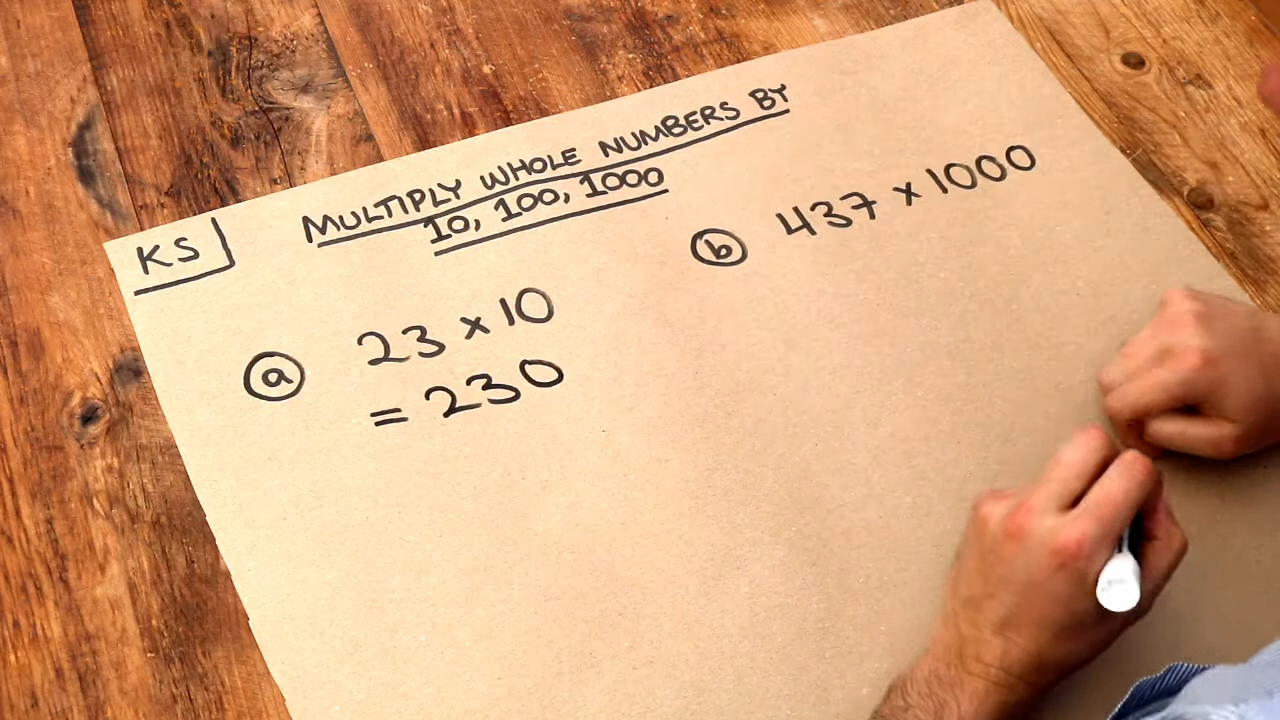 KS
MULTIPLY WHOLE NUMBERS BY
10, 100, 1000
a 23 × 10
= 230
b 437 × 1000